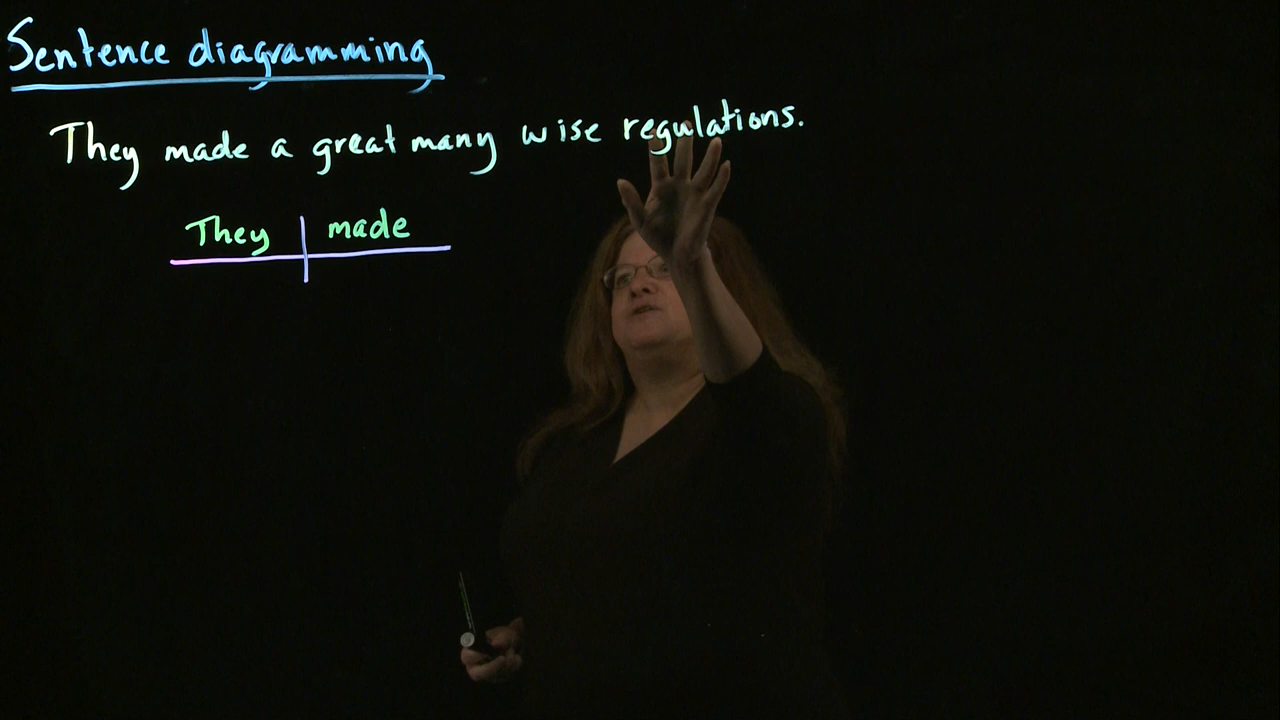 Sentence diagramming
They made a great many wise regulations.
They made